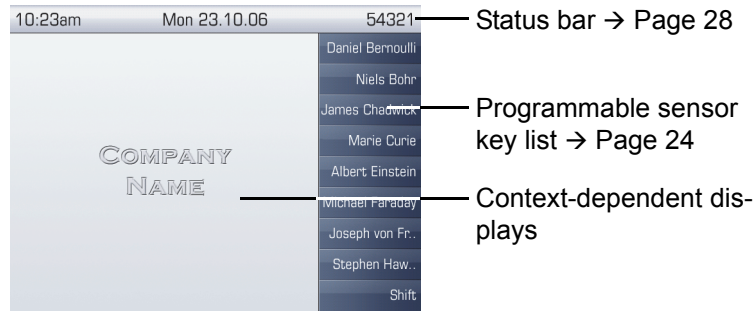 10:23am Mon 23.10.06 54321
Daniel Bernoulli
Niels Bohr
James Chadwick
Marie Curie
Albert Einstein
Michael Faraday
Joseph von Fr..
Stephen Haw..
Shift
COMPANY
NAME
Status bar → Page 28
Programmable sensor
key list → Page 24
Context-dependent dis-
plays